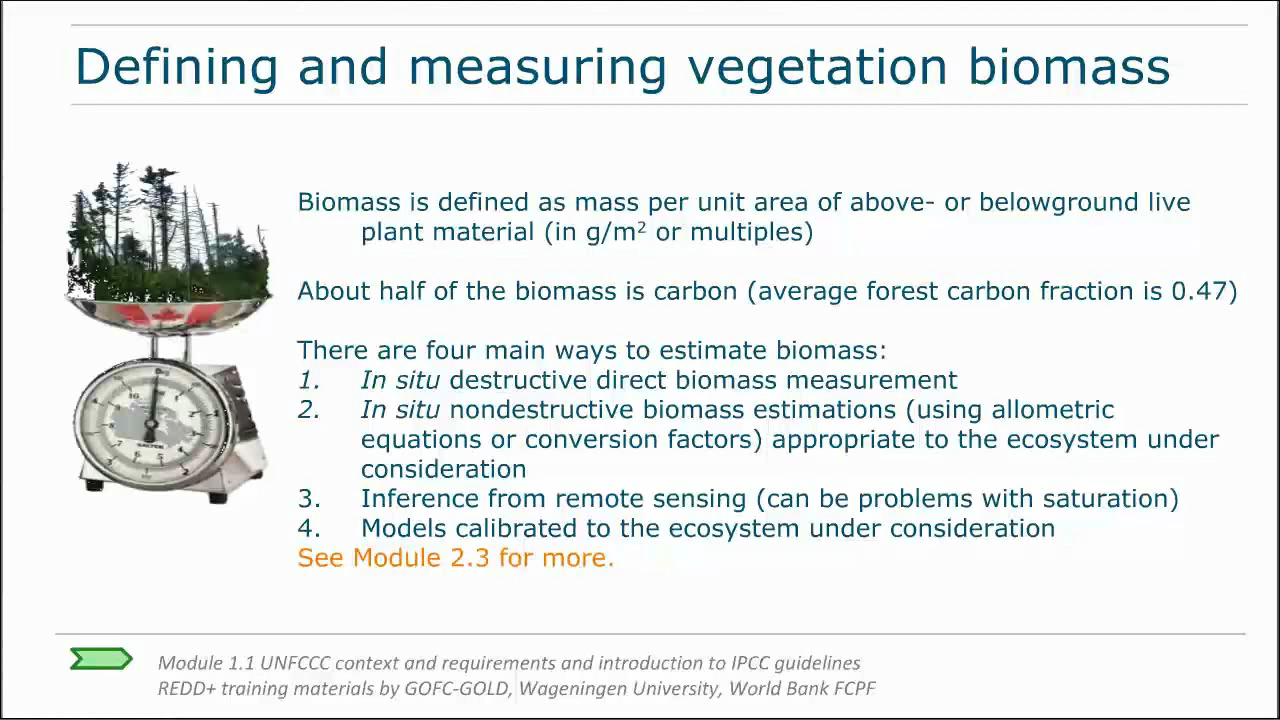 Defining and measuring vegetation biomass
Biomass is defined as mass per unit area of above- or belowground live
plant material (in g/m² or multiples)
About half of the biomass is carbon (average forest carbon fraction is 0.47)
There are four main ways to estimate biomass:
1. In situ destructive direct biomass measurement
2. In situ nondestructive biomass estimations (using allometric
equations or conversion factors) appropriate to the ecosystem under
consideration
3. Inference from remote sensing (can be problems with saturation)
4. Models calibrated to the ecosystem under consideration
See Module 2.3 for more.
Module 1.1 UNFCCC context and requirements and introduction to IPCC guidelines
REDD+ training materials by GOFC-GOLD, Wageningen University, World Bank FCPF